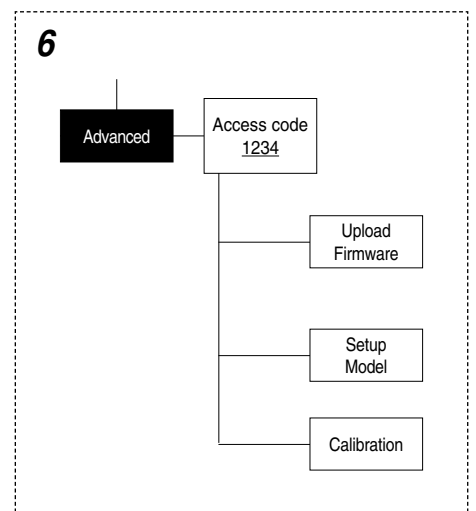 6
Advanced
Access code
1234
Upload
Firmware
Setup
Model
Calibration